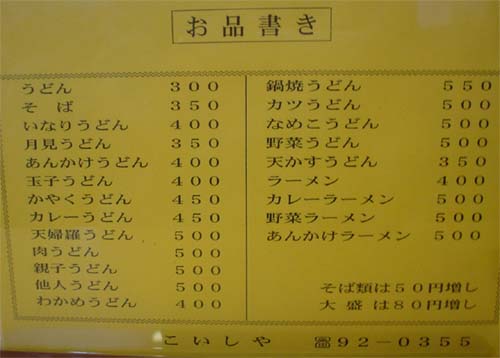 お品書き
うどん 300
そば 350
いなりうどん 400
月見うどん 350
あんかけうどん 400
玉子うどん 400
かやくうどん 450
カレーうどん 450
天婦羅うどん 500
肉うどん 500
親子うどん 500
他人うどん 500
わかめうどん 400
鍋焼うどん 550
カツうどん 500
なめこうどん 500
野菜うどん 500
天かすうどん 350
ラーメン 400
カレーラーメン 500
野菜ラーメン 500
あんかけラーメン 500
そば類は50円増し
大盛は80円増し
こいしや ☏92-0355